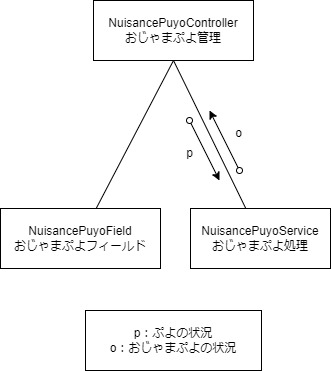 NuisancePuyoController
おじゃまぷよ管理
o
p
NuisancePuyoField
おじゃまぷよフィールド
NuisancePuyoService
おじゃまぷよ処理
p：ぷよの状況
o：おじゃまぷよの状況